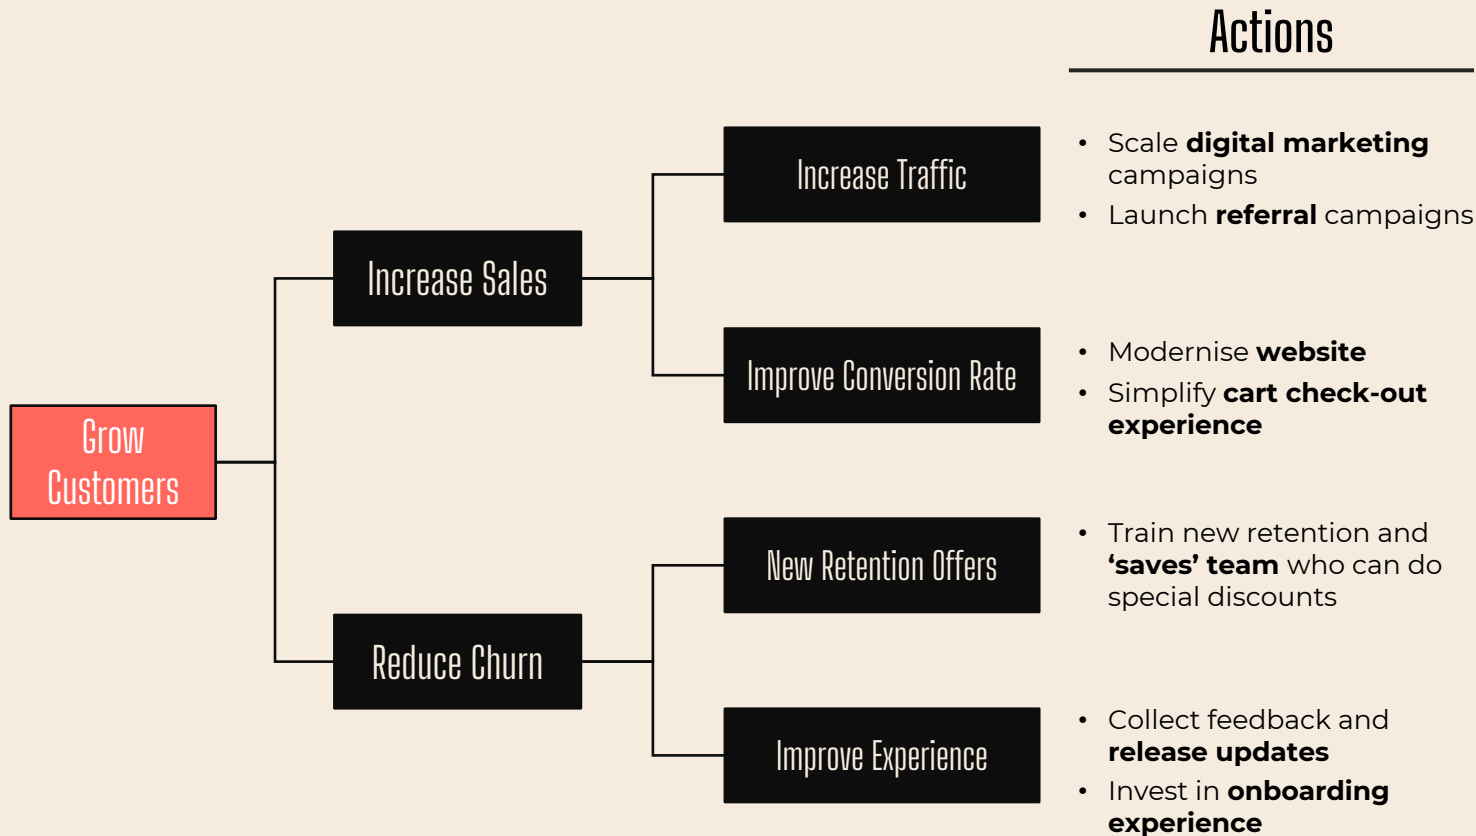 Actions
Increase Traffic
• Scale digital marketing
campaigns
• Launch referral campaigns
Increase Sales
Improve Conversion Rate
• Modernise website
• Simplify cart check-out
experience
Grow
Customers
New Retention Offers
• Train new retention and
‘saves’ team who can do
special discounts
Reduce Churn
Improve Experience
• Collect feedback and
release updates
• Invest in onboarding
experience